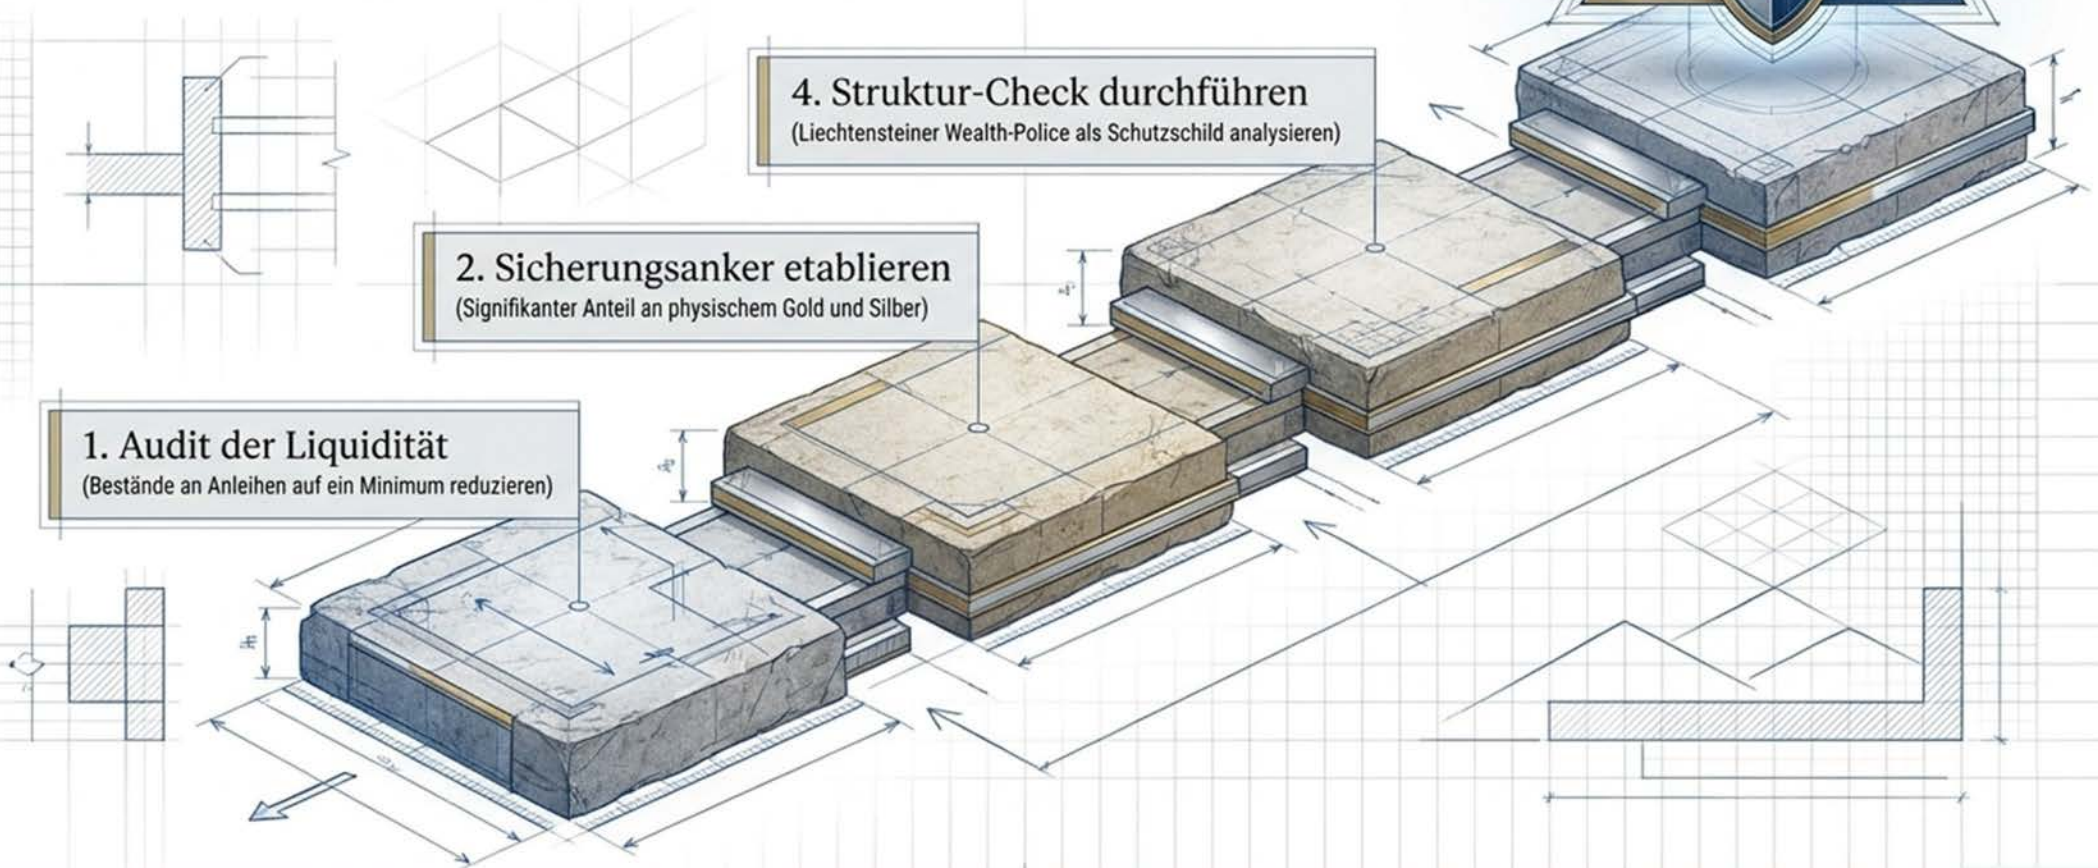 4. Struktur-Check durchführen
(Liechtensteiner Wealth-Police als Schutzschild analysieren)
2. Sicherungsanker etablieren
(Signifikanter Anteil an physischem Gold und Silber)
1. Audit der Liquidität
(Bestände an Anleihen auf ein Minimum reduzieren)